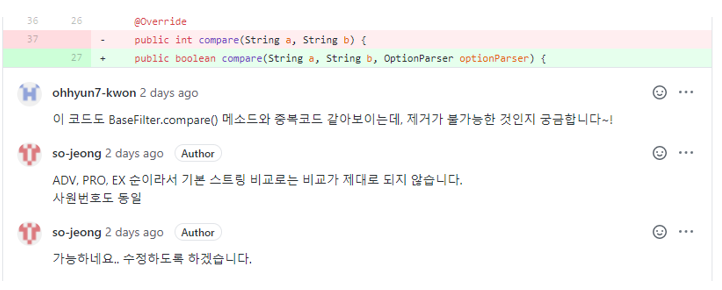 36 26 @Override
37 - public int compare(String a, String b) {
27 + public boolean compare(String a, String b, OptionParser optionParser) {
ohhyun7-kwon 2 days ago
이 코드도 BaseFilter.compare() 메소드와 중복코드 같아보이는데, 제거가 불가능한 것인지 궁금합니다~!
so-jeong 2 days ago Author
ADV, PRO, EX 순이라서 기본 스트링 비교로는 비교가 제대로 되지 않습니다.
사원번호도 동일
so-jeong 2 days ago Author
가능하네요.. 수정하도록 하겠습니다.